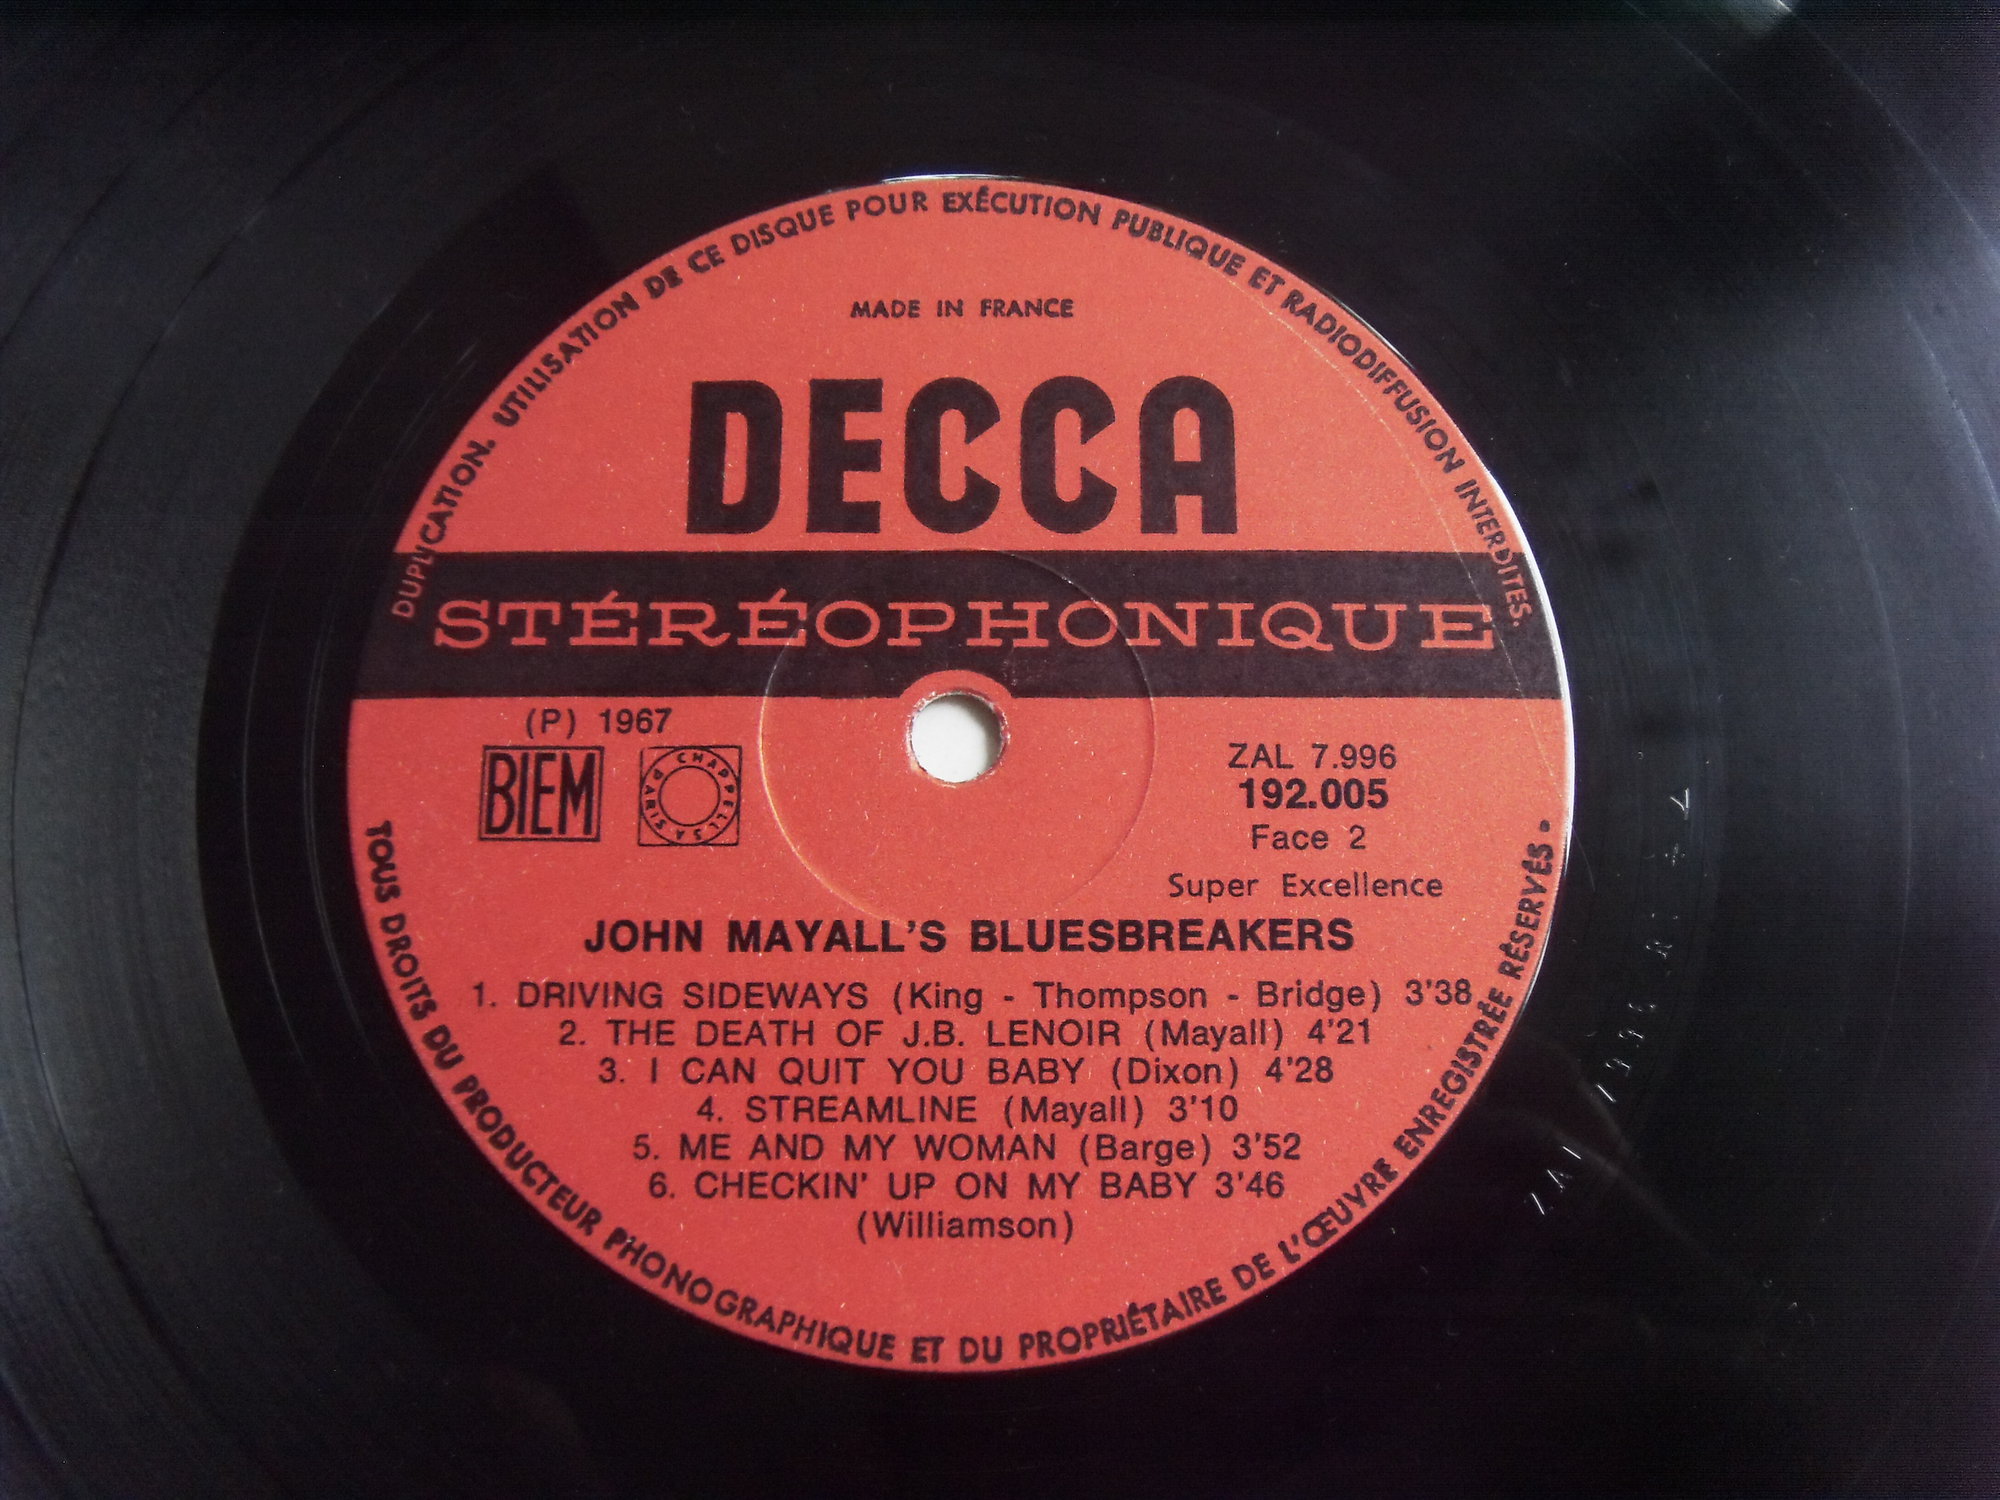 DUPLICATION. UTILISATION DE CE DISQUE POUR EXÉCUTION PUBLIQUE ET RADIODIFFUSION INTERDITES.
MADE IN FRANCE
DECCA
STÉRÉOPHONIQUE
(P) 1967
BIEM
CHAPPELL SA PARIS
ZAL 7.996
192.005
Face 2
Super Excellence
JOHN MAYALL'S BLUESBREAKERS
1. DRIVING SIDEWAYS (King - Thompson - Bridge) 3'38
2. THE DEATH OF J.B. LENOIR (Mayall) 4'21
3. I CAN QUIT YOU BABY (Dixon) 4'28
4. STREAMLINE (Mayall) 3'10
5. ME AND MY WOMAN (Barge) 3'52
6. CHECKIN' UP ON MY BABY 3'46
(Williamson)
TOUS DROITS DU PRODUCTEUR PHONOGRAPHIQUE ET DU PROPRIÉTAIRE DE L'ŒUVRE ENREGISTRÉE RÉSERVÉS •